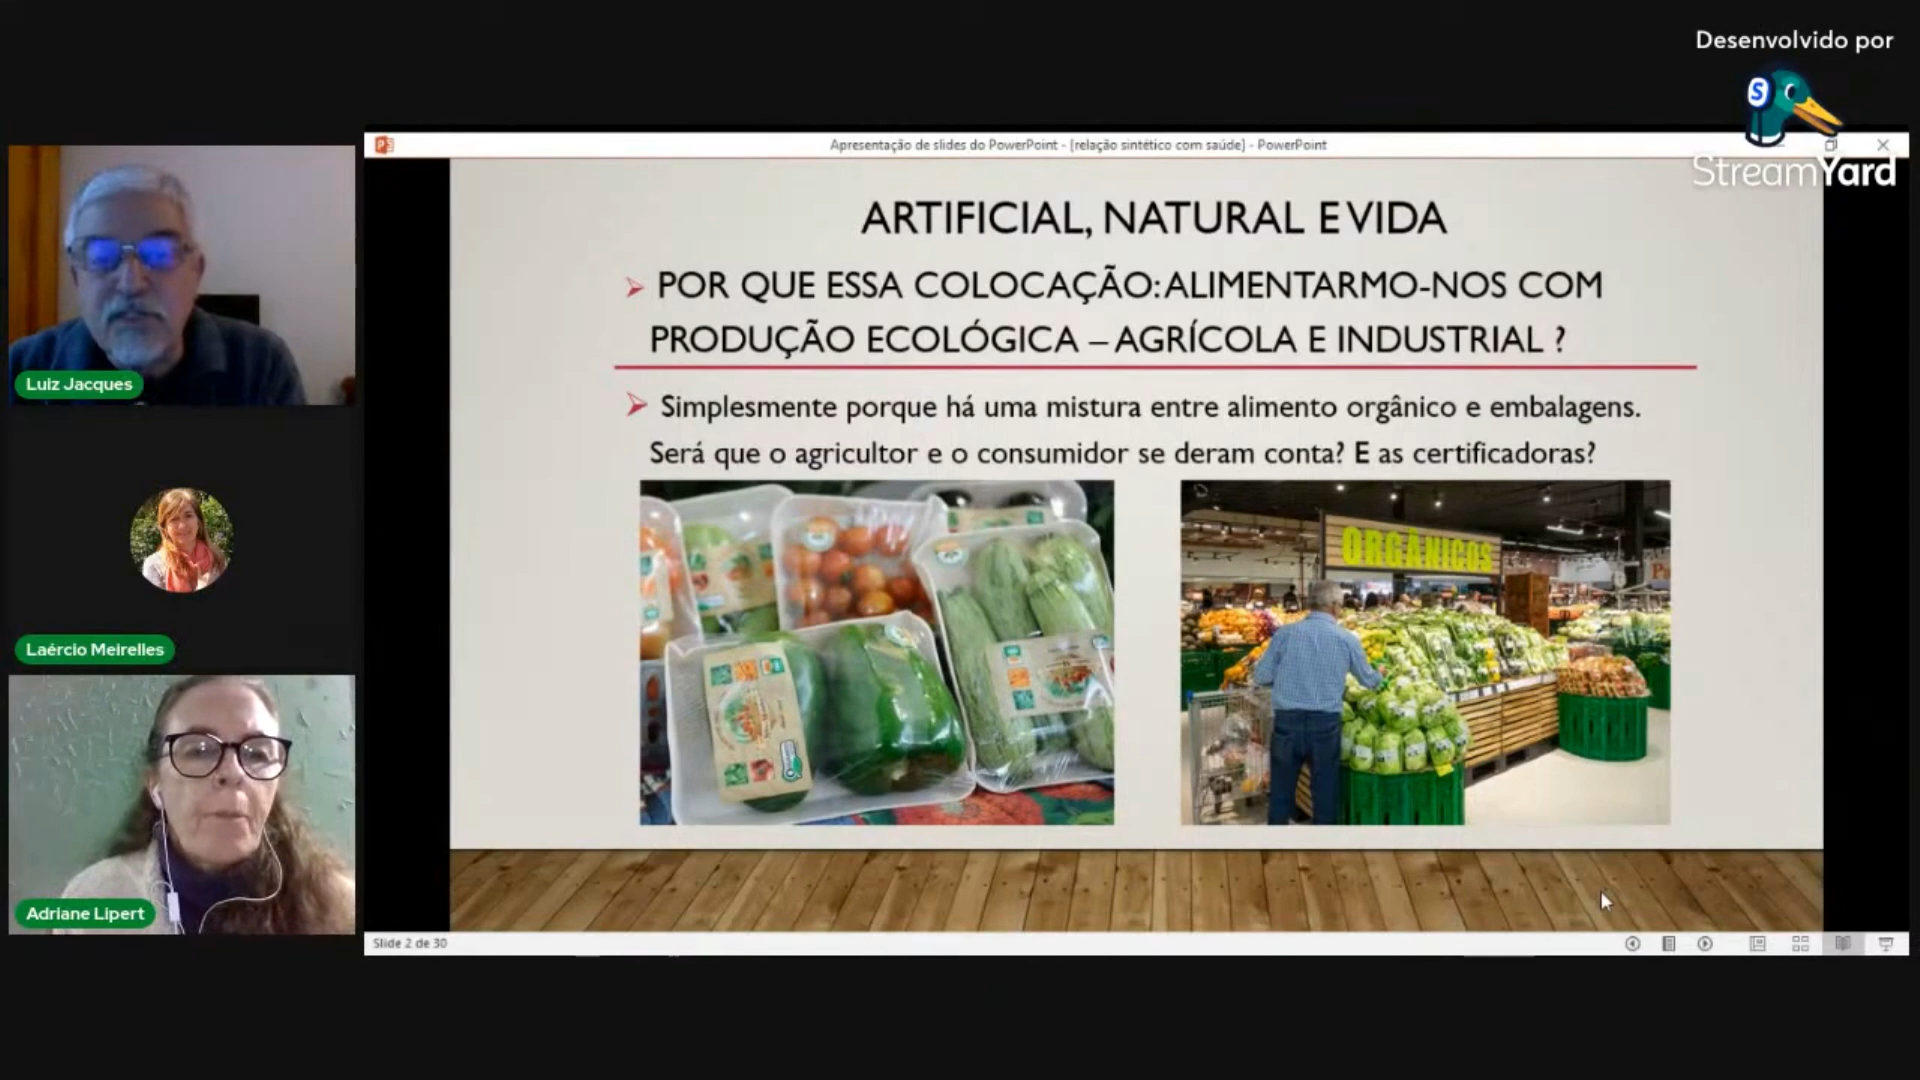 Desenvolvido por
StreamYard
Apresentação de slides do PowerPoint - [relação sintético com saúde] - PowerPoint
ARTIFICIAL, NATURAL E VIDA
POR QUE ESSA COLOCAÇÃO: ALIMENTARMO-NOS COM
PRODUÇÃO ECOLÓGICA – AGRÍCOLA E INDUSTRIAL ?
Simplesmente porque há uma mistura entre alimento orgânico e embalagens.
Será que o agricultor e o consumidor se deram conta? E as certificadoras?
ORGÂNICOS
Luiz Jacques
Laércio Meirelles
Adriane Lipert
Slide 2 de 30